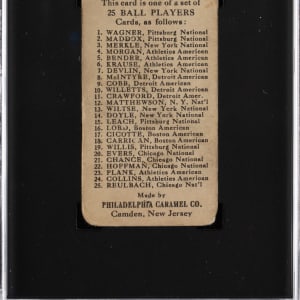 This card is one of a set of
25 BALL PLAYERS
Cards, as follows:
1. WAGNER, Pittsburg National
2. MADDOX, Pittsburg National
3. MERKLE, New York National
4. MORGAN, Athletics American
5. BENDER, Athletics American
6. KRAUSE, Athletics American
7. DEVLIN, New York National
8. McINTYRE, Detroit American
9. COBB, Detroit American
10. WILLETTS, Detroit American
11. CRAWFORD, Detroit Amer.
12. MATTHEWSON, N. Y. Nat'l
13. WILTSE, New York National
14. DOYLE, New York National
15. LEACH, Pittsburg National
16. LORD, Boston American
17. CICOTTE, Boston American
18. CARRIGAN, Boston American
19. WILLIS, Pittsburg National
20. EVERS, Chicago National
21. CHANCE, Chicago National
22. HOFFMAN, Chicago National
23. PLANK, Athletics American
24. COLLINS, Athletics American
25. REULBACH, Chicago Nat'l
Made by
PHILADELPHIA CARAMEL CO.
Camden, New Jersey